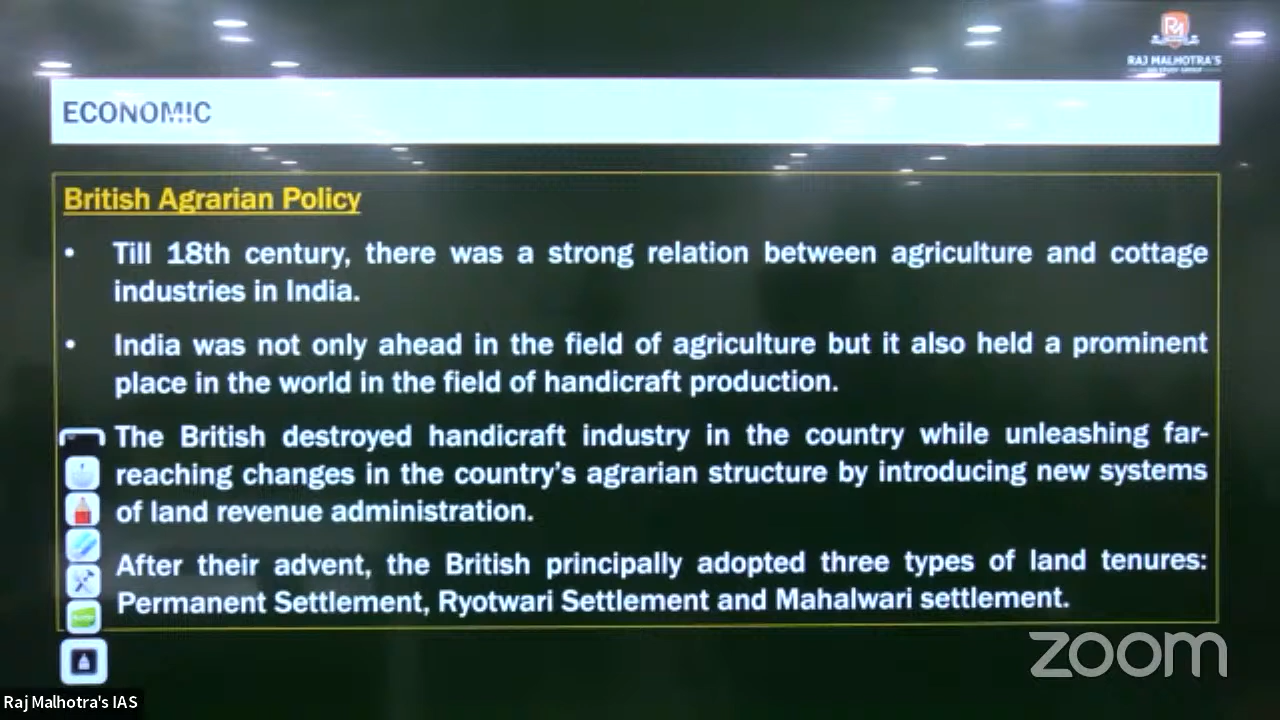 RAJ MALHOTRA'S
ECONOMIC
British Agrarian Policy
• Till 18th century, there was a strong relation between agriculture and cottage
industries in India.
• India was not only ahead in the field of agriculture but it also held a prominent
place in the world in the field of handicraft production.
The British destroyed handicraft industry in the country while unleashing far-
reaching changes in the country's agrarian structure by introducing new systems
of land revenue administration.
After their advent, the British principally adopted three types of land tenures:
Permanent Settlement, Ryotwari Settlement and Mahalwari settlement.
zoom
Raj Malhotra's IAS